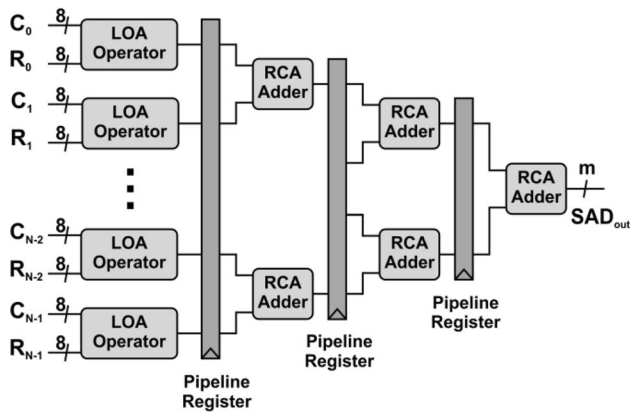 C0 8
R0 8
LOA
Operator
C1 8
R1 8
LOA
Operator
CN-2 8
RN-2 8
LOA
Operator
CN-1 8
RN-1 8
LOA
Operator
Pipeline
Register
RCA
Adder
RCA
Adder
Pipeline
Register
RCA
Adder
RCA
Adder
Pipeline
Register
RCA
Adder
m
SADout